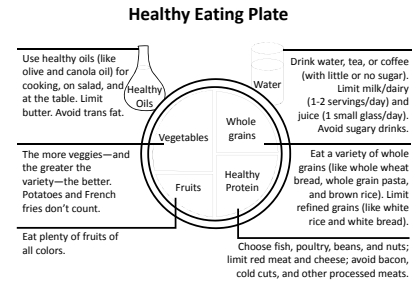 Healthy Eating Plate
Use healthy oils (like
olive and canola oil) for
cooking, on salad, and
at the table. Limit
butter. Avoid trans fat.
Healthy
Oils
Water
Drink water, tea, or coffee
(with little or no sugar).
Limit milk/dairy
(1-2 servings/day) and
juice (1 small glass/day).
Avoid sugary drinks.
Vegetables
Whole
grains
Fruits
Healthy
Protein
The more veggies—and
the greater the
variety—the better.
Potatoes and French
fries don’t count.
Eat a variety of whole
grains (like whole wheat
bread, whole grain pasta,
and brown rice). Limit
refined grains (like white
rice and white bread).
Eat plenty of fruits of
all colors.
Choose fish, poultry, beans, and nuts;
limit red meat and cheese; avoid bacon,
cold cuts, and other processed meats.